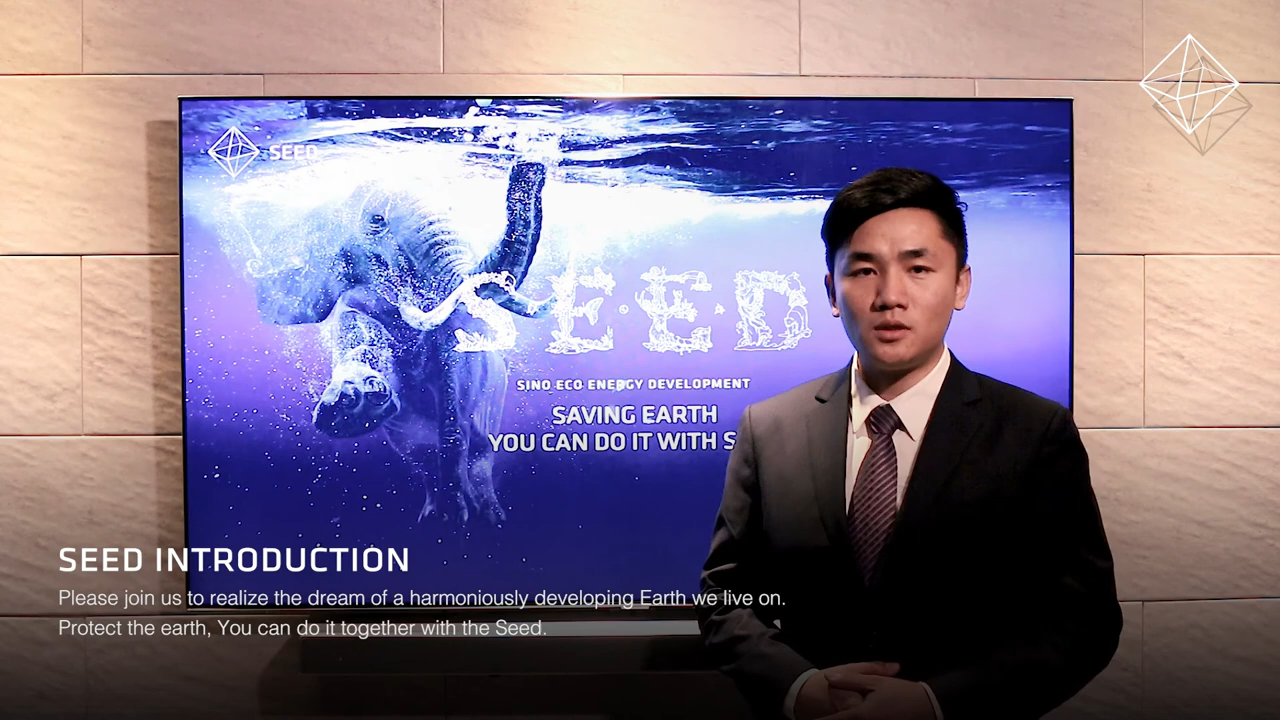 SEED
S·E·E·D
SINO ECO ENERGY DEVELOPMENT
SAVING EARTH
YOU CAN DO IT WITH S
SEED INTRODUCTION
Please join us to realize the dream of a harmoniously developing Earth we live on.
Protect the earth, You can do it together with the Seed.